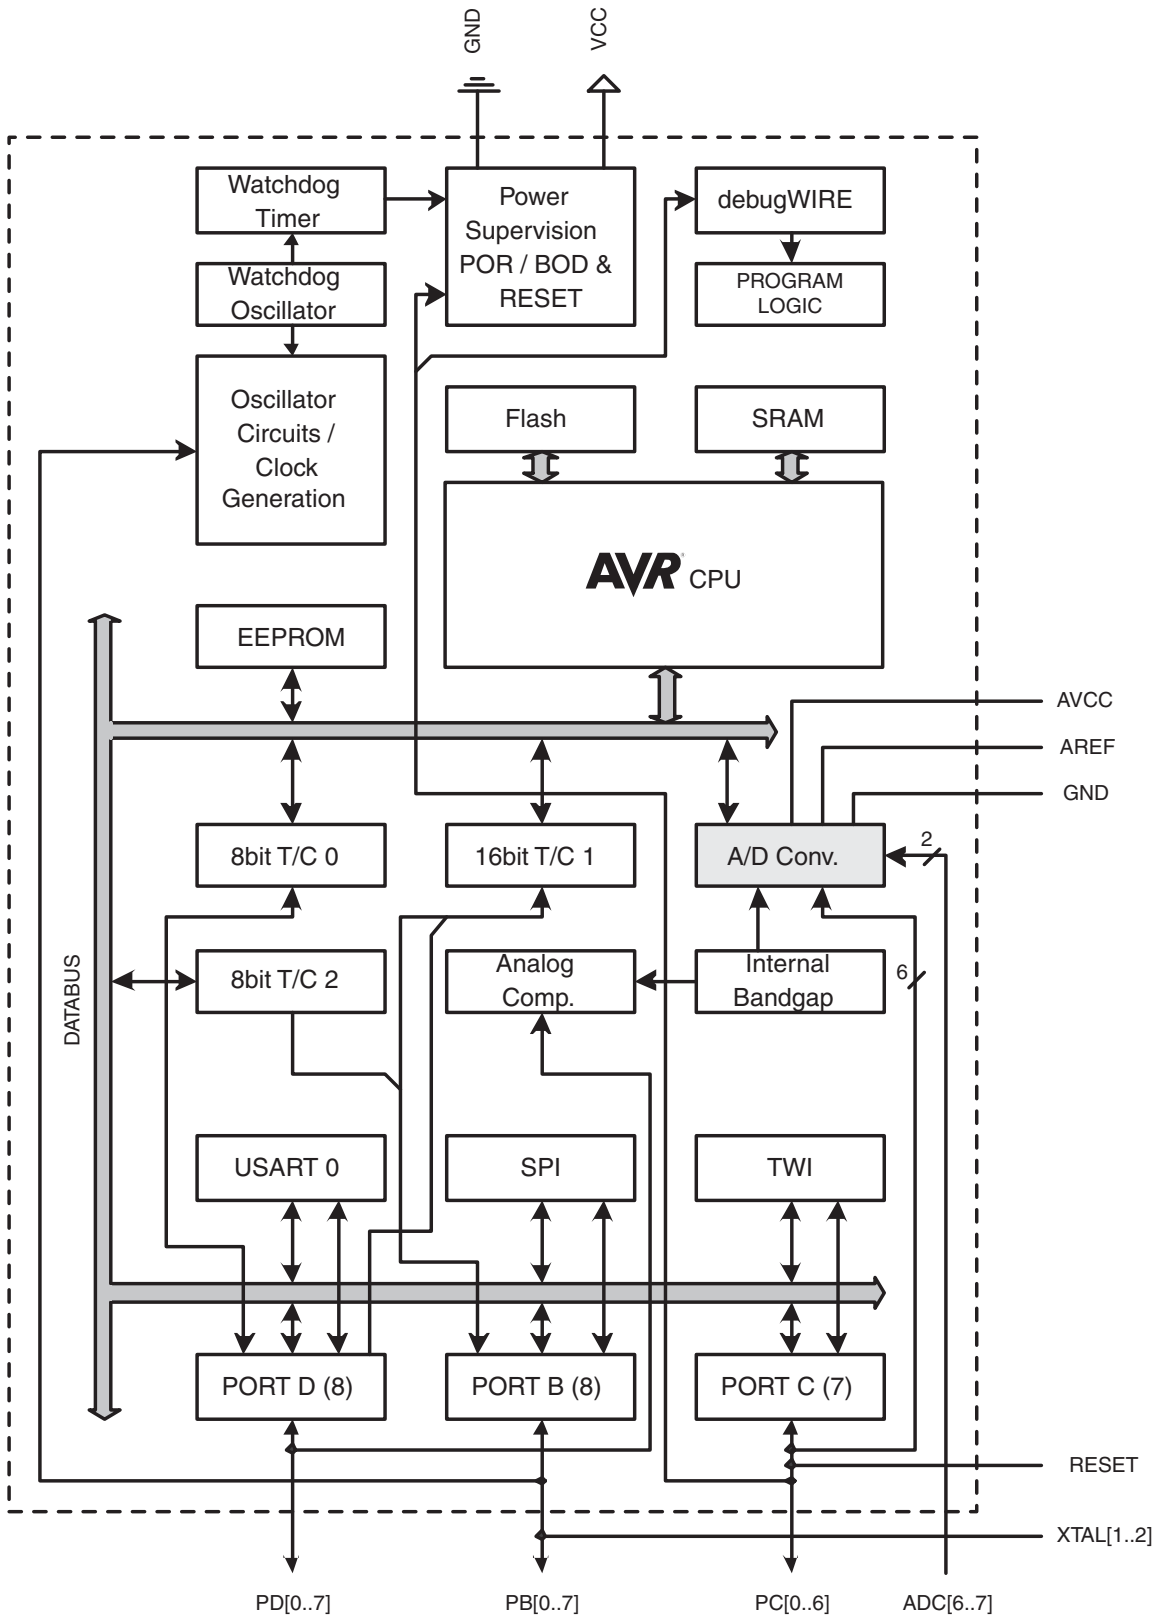 GND
VCC
Watchdog
Timer
Power
Supervision
POR / BOD &
RESET
debugWIRE
Watchdog
Oscillator
PROGRAM
LOGIC
Oscillator
Circuits /
Clock
Generation
Flash
SRAM
AVR CPU
EEPROM
AVCC
AREF
GND
8bit T/C 0
16bit T/C 1
A/D Conv.
2
DATABUS
8bit T/C 2
Analog
Comp.
Internal
Bandgap
6
USART 0
SPI
TWI
PORT D (8)
PORT B (8)
PORT C (7)
RESET
XTAL[1..2]
PD[0..7]
PB[0..7]
PC[0..6]
ADC[6..7]